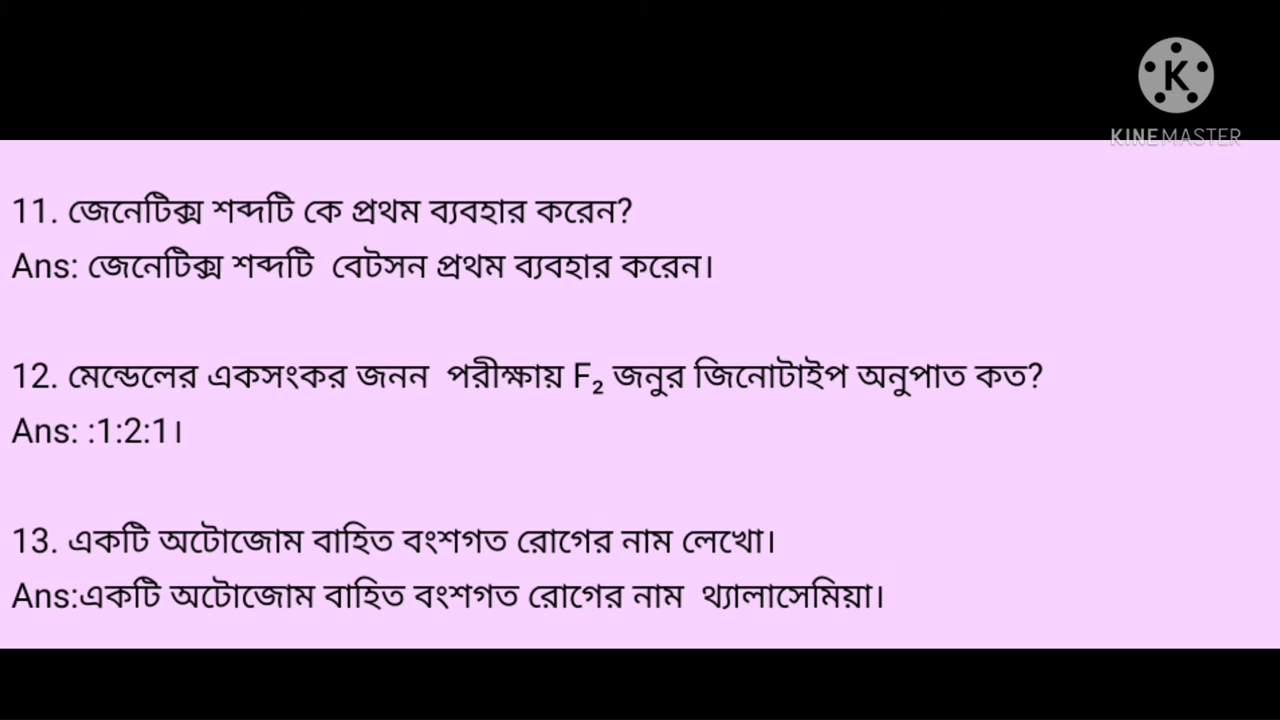 K
KINEMASTER
11. জেনেটিক্স শব্দটি কে প্রথম ব্যবহার করেন?
Ans: জেনেটিক্স শব্দটি বেটসন প্রথম ব্যবহার করেন।
12. মেন্ডেলের একসংকর জনন পরীক্ষায় F₂ জনুর জিনোটাইপ অনুপাত কত?
Ans: :1:2:1।
13. একটি অটোজোম বাহিত বংশগত রোগের নাম লেখো।
Ans:একটি অটোজোম বাহিত বংশগত রোগের নাম থ্যালাসেমিয়া।